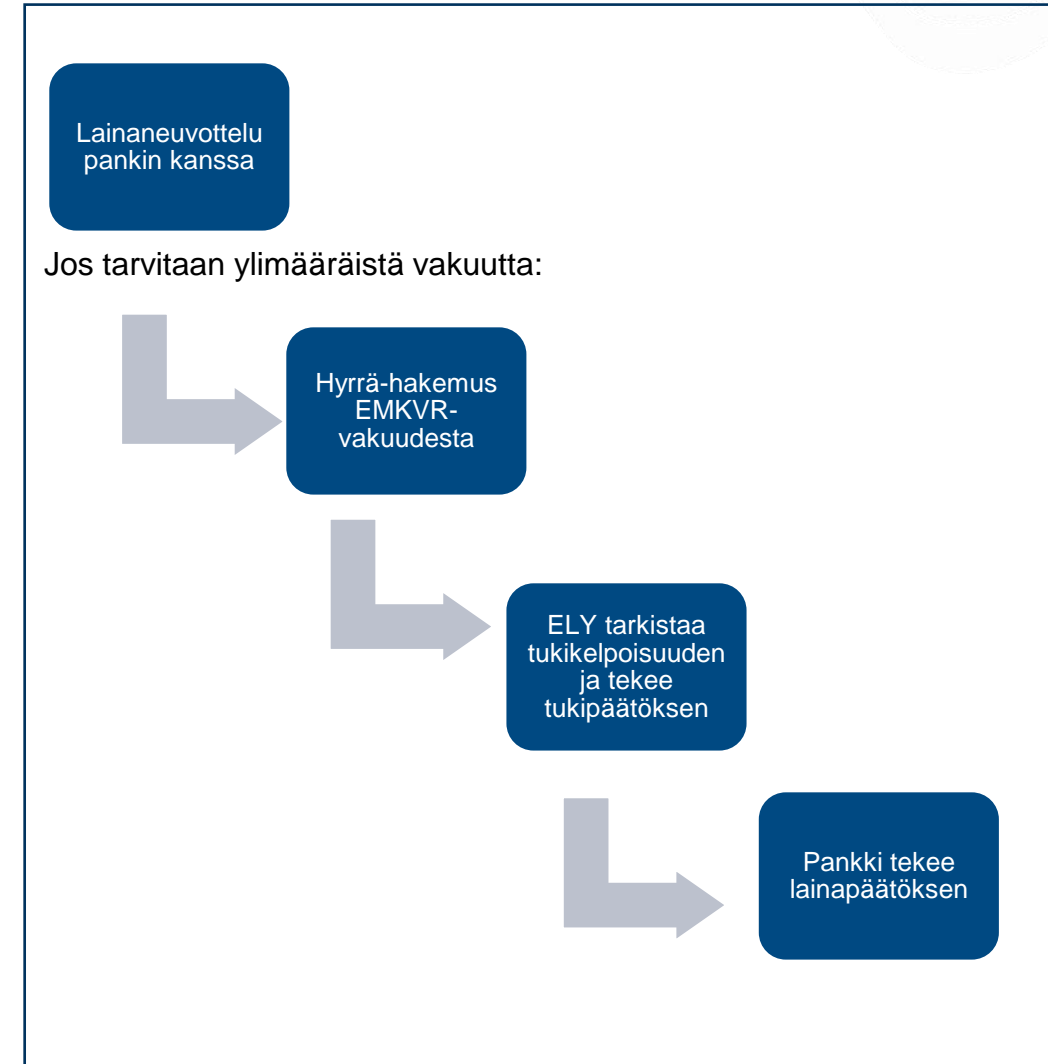 Lainaneuvottelu
pankin kanssa
Jos tarvitaan ylimääräistä vakuutta:
Hyrrä-hakemus
EMKVR-
vakuudesta
ELY tarkistaa
tukikelpoisuuden
ja tekee
tukipäätöksen
Pankki tekee
lainapäätöksen